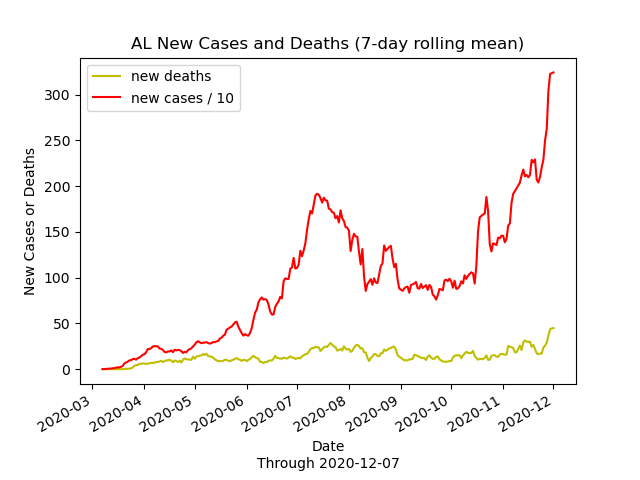 AL New Cases and Deaths (7-day rolling mean)
new deaths
new cases / 10
300
250
200
150
100
50
0
New Cases or Deaths
2020-03
2020-04
2020-05
2020-06
2020-07
2020-08
2020-09
2020-10
2020-11
2020-12
Date
Through 2020-12-07